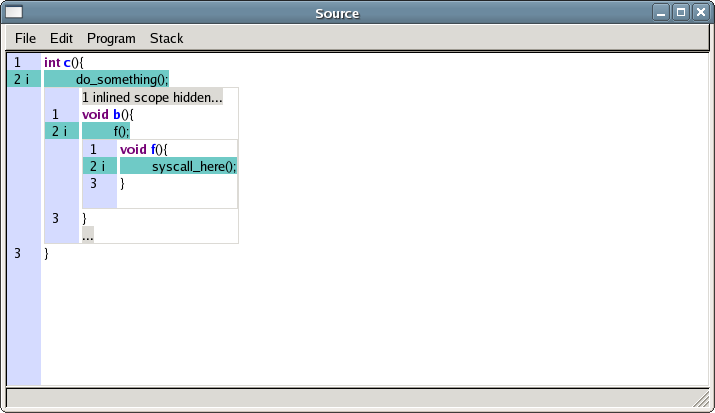 Source
File Edit Program Stack
1 int c(){
2 i do_something();
1 inlined scope hidden...
1 void b(){
2 i f();
1 void f(){
2 i syscall_here();
3 }
3 }
...
3 }